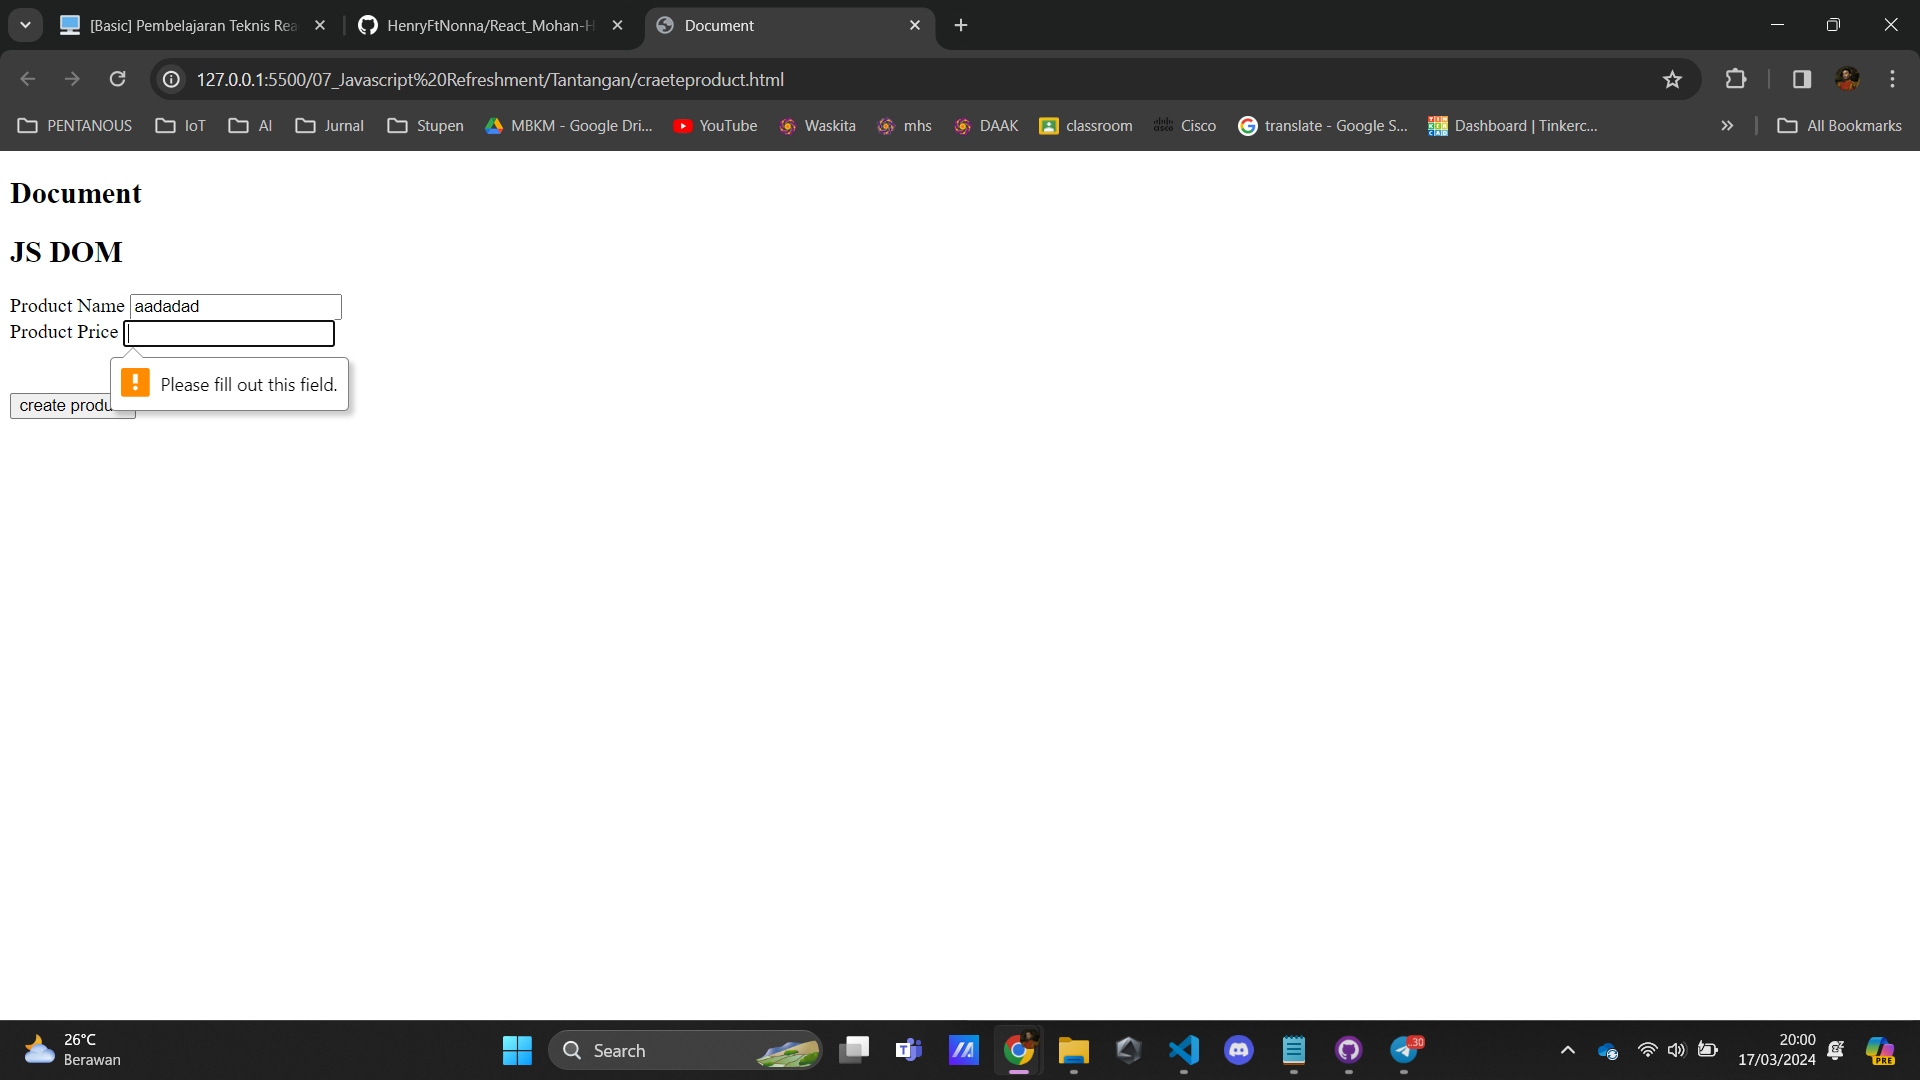 [Basic] Pembelajaran Teknis Rea
HenryFtNonna/React_Mohan-H
Document
127.0.0.1:5500/07_Javascript%20Refreshment/Tantangan/craeteproduct.html
PENTANOUS
IoT
AI
Jurnal
Stupen
MBKM - Google Dri...
YouTube
Waskita
mhs
DAAK
classroom
Cisco
translate - Google S...
Dashboard | Tinkerc...
All Bookmarks
Document
JS DOM
Product Name aadadad
Product Price
Please fill out this field.
create produ
26°C
Berawan
Search
30
20:00
17/03/2024
PRE